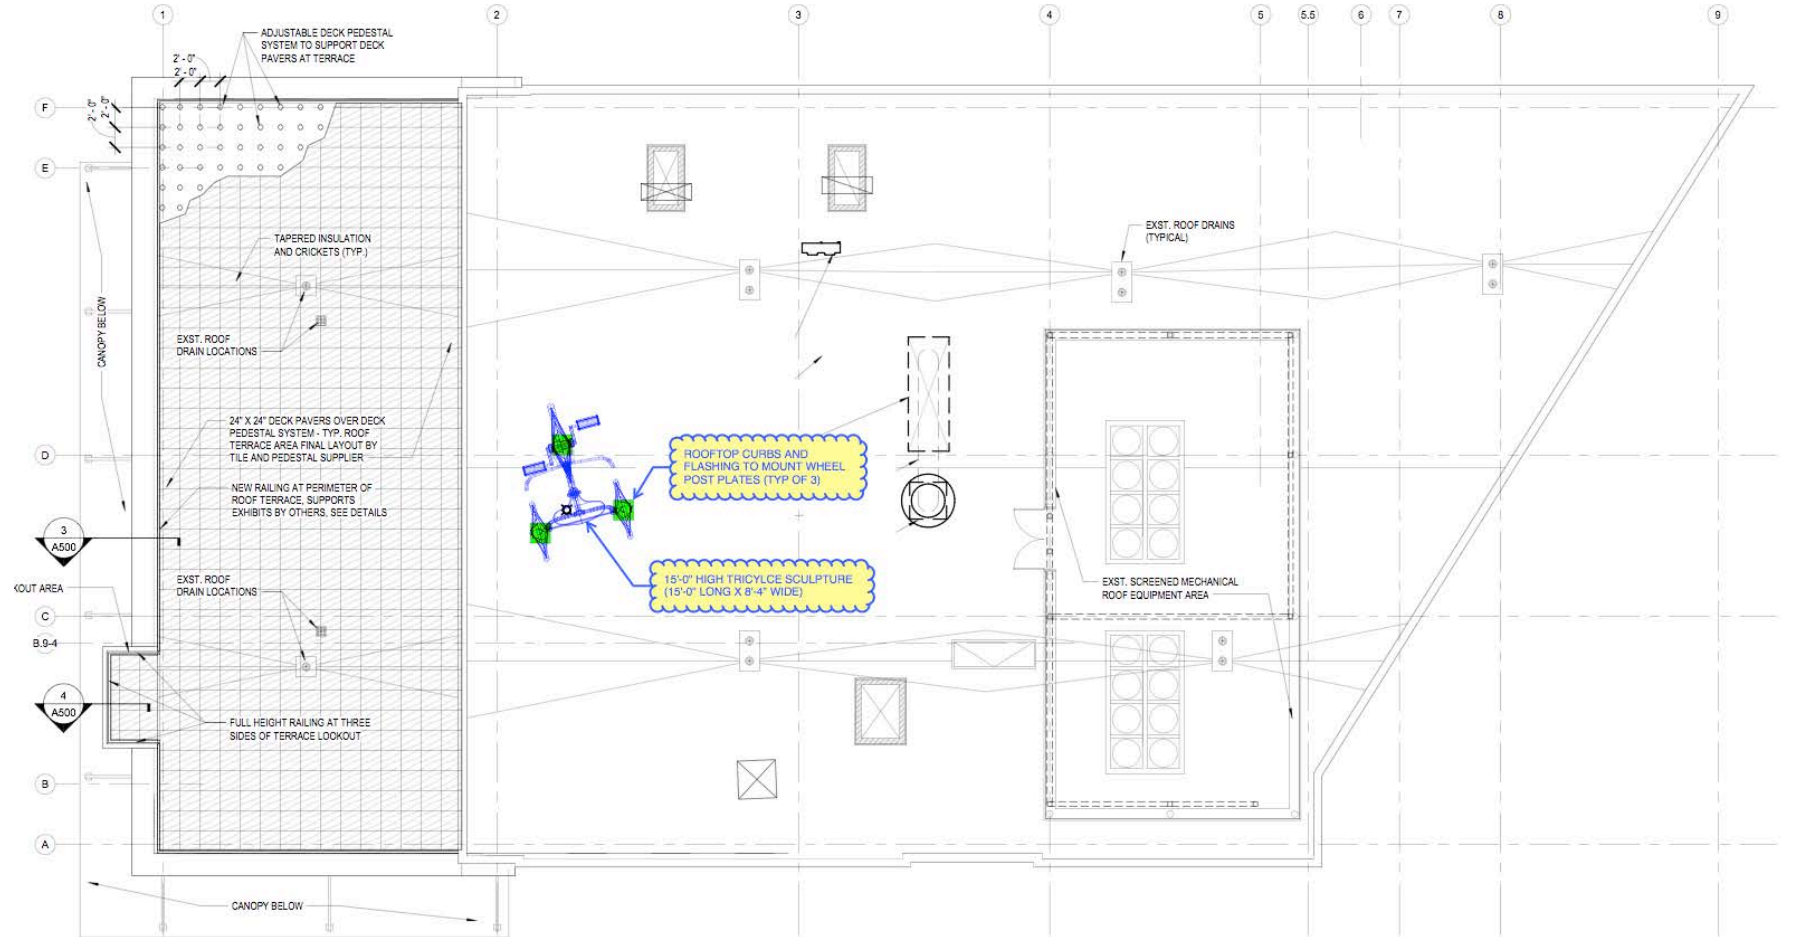 1
2
3
4
5
5.5
6
7
8
9
ADJUSTABLE DECK PEDESTAL
SYSTEM TO SUPPORT DECK
PAVERS AT TERRACE
2' - 0"
2' - 0"
2' - 0"
2' - 0"
F
E
D
C
B.9-4
B
A
TAPERED INSULATION
AND CRICKETS (TYP.)
EXST. ROOF DRAINS
(TYPICAL)
CANOPY BELOW
EXST. ROOF
DRAIN LOCATIONS
24" X 24" DECK PAVERS OVER DECK
PEDESTAL SYSTEM - TYP. ROOF
TERRACE AREA FINAL LAYOUT BY
TILE AND PEDESTAL SUPPLIER
NEW RAILING AT PERIMETER OF
ROOF TERRACE, SUPPORTS
EXHIBITS BY OTHERS, SEE DETAILS
ROOFTOP CURBS AND
FLASHING TO MOUNT WHEEL
POST PLATES (TYP OF 3)
3
A500
15'-0" HIGH TRICYLCE SCULPTURE
(15'-0" LONG X 8'-4" WIDE)
EXST. ROOF
DRAIN LOCATIONS
KOUT AREA
EXST. SCREENED MECHANICAL
ROOF EQUIPMENT AREA
4
A500
FULL HEIGHT RAILING AT THREE
SIDES OF TERRACE LOOKOUT
CANOPY BELOW